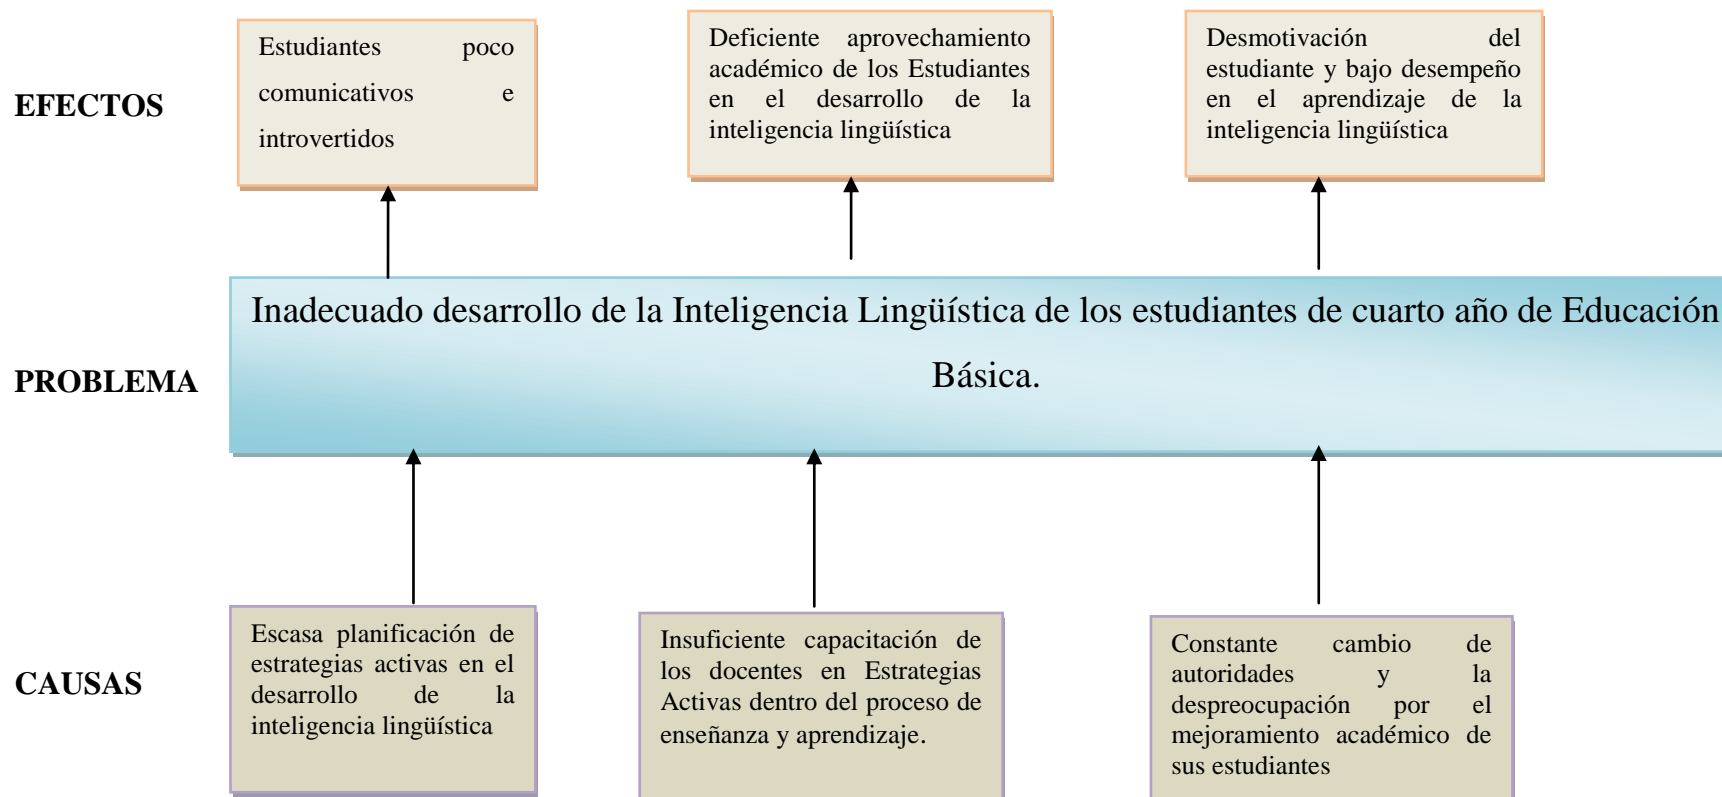 EFECTOS
Estudiantes poco
comunicativos e
introvertidos
Deficiente aprovechamiento
académico de los Estudiantes
en el desarrollo de la
inteligencia lingüística
Desmotivación del
estudiante y bajo desempeño
en el aprendizaje de la
inteligencia lingüística
PROBLEMA
Inadecuado desarrollo de la Inteligencia Lingüística de los estudiantes de cuarto año de Educación
Básica.
CAUSAS
Escasa planificación de
estrategias activas en el
desarrollo de la
inteligencia lingüística
Insuficiente capacitación de
los docentes en Estrategias
Activas dentro del proceso de
enseñanza y aprendizaje.
Constante cambio de
autoridades y la
despreocupación por el
mejoramiento académico de
sus estudiantes